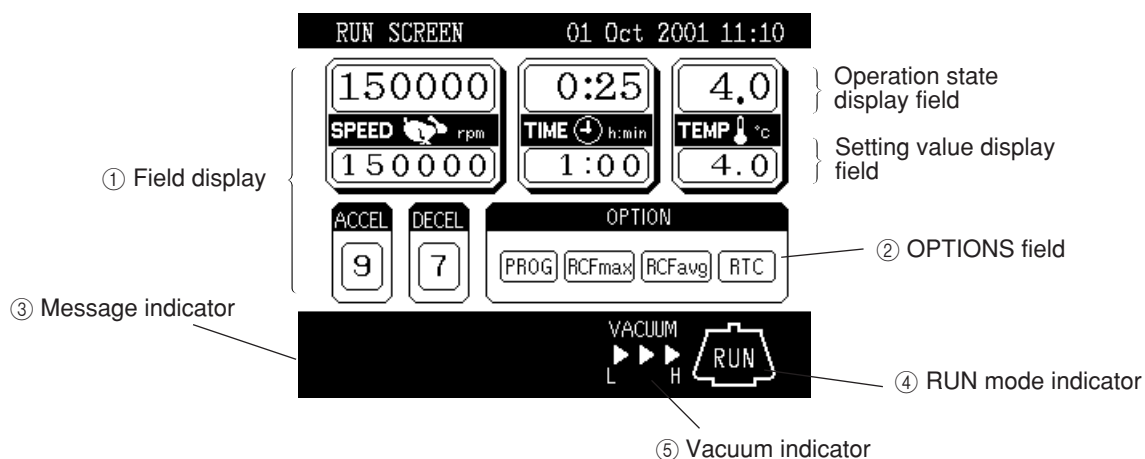 RUN SCREEN 01 Oct 2001 11:10
150000 0:25 4.0
Operation state
display field
SPEED rpm TIME h:min TEMP °c
150000 1:00 4.0
Setting value display
field
① Field display
ACCEL DECEL OPTION
9 7 PROG RCFmax RCFavg RTC
② OPTIONS field
③ Message indicator
VACUUM
RUN
L H
④ RUN mode indicator
⑤ Vacuum indicator